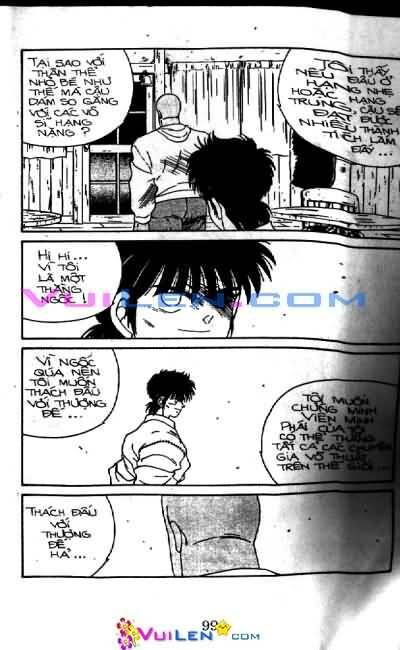 TÔI THẤY
NẾU ĐẤU Ở
HẠNG NHẸ
HOẶC HẠNG
TRUNG, CẬU SẼ
ĐẠT ĐƯỢC
NHIỀU THÀNH
TÍCH LẮM
ĐẤY ...
TẠI SAO VỚI
THÂN THỂ
NHỎ BÉ NHƯ
THẾ MÀ CẬU
DÁM SO GĂNG
VỚI CÁC VÕ
SĨ HẠNG
NẶNG ?
HI HI ...
VÌ TÔI
LÀ MỘT
THẰNG
NGỐC !
VUILEN.COM
VÌ NGỐC
QUÁ NÊN
TÔI MUỐN
THÁCH ĐẤU
VỚI THƯỢNG
ĐẾ ...
TÔI MUỐN
CHỨNG MINH
VIÊN MINH
PHÁI CỦA TÔI
CÓ THỂ THẮNG
TẤT CẢ CÁC CHUYÊN
GIA VÕ THUẬT
TRÊN THẾ GIỚI ...
THÁCH ĐẤU
VỚI
THƯỢNG
ĐẾ
HẢ ...
99
VUILEN.COM